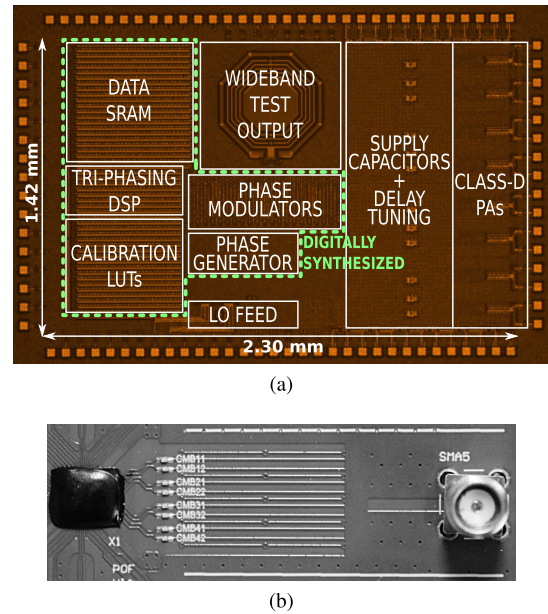 DATA
SRAM
WIDEBAND
TEST
OUTPUT
SUPPLY
CAPACITORS
+
DELAY
TUNING
CLASS-D
PAs
TRI-PHASING
DSP
PHASE
MODULATORS
CALIBRATION
LUTs
PHASE
GENERATOR
DIGITALLY
SYNTHESIZED
LO FEED
1.42 mm
2.30 mm
(a)
CMB11
CMB12
CMB21
CMB22
CMB31
CMB32
CMB41
CMB42
X1
POF
SMA5
(b)